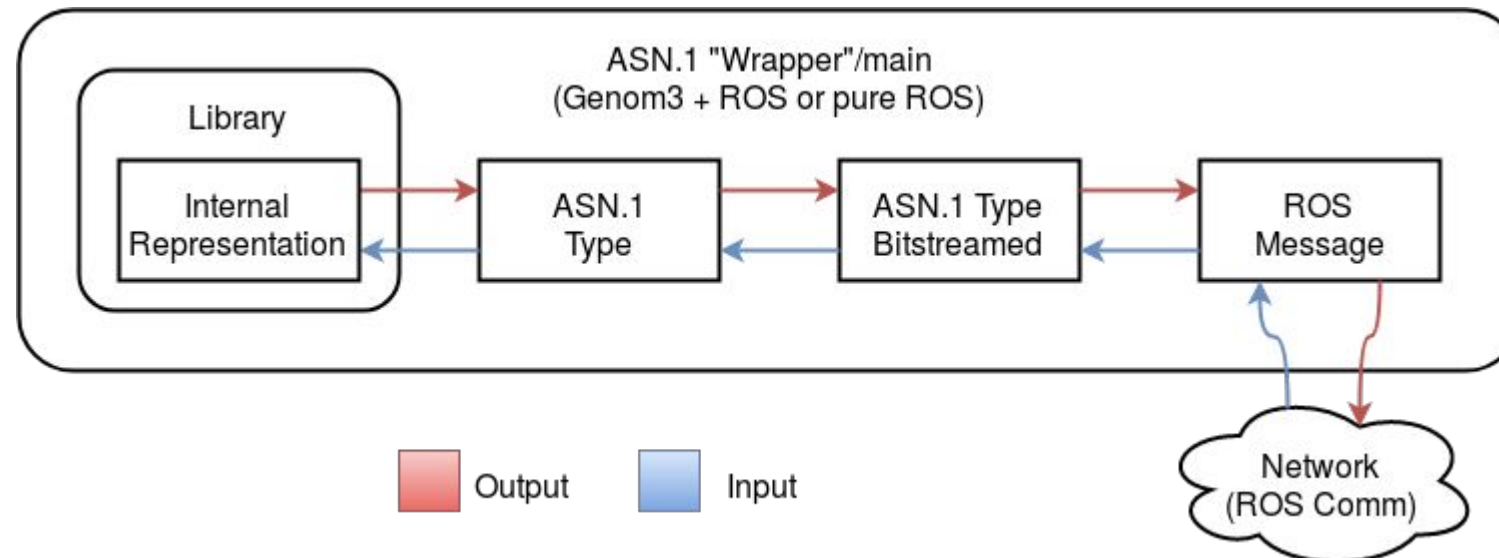 ASN.1 "Wrapper"/main
(Genom3 + ROS or pure ROS)
Library
Internal
Representation
ASN.1
Type
ASN.1 Type
Bitstreamed
ROS
Message
Output
Input
Network
(ROS Comm)